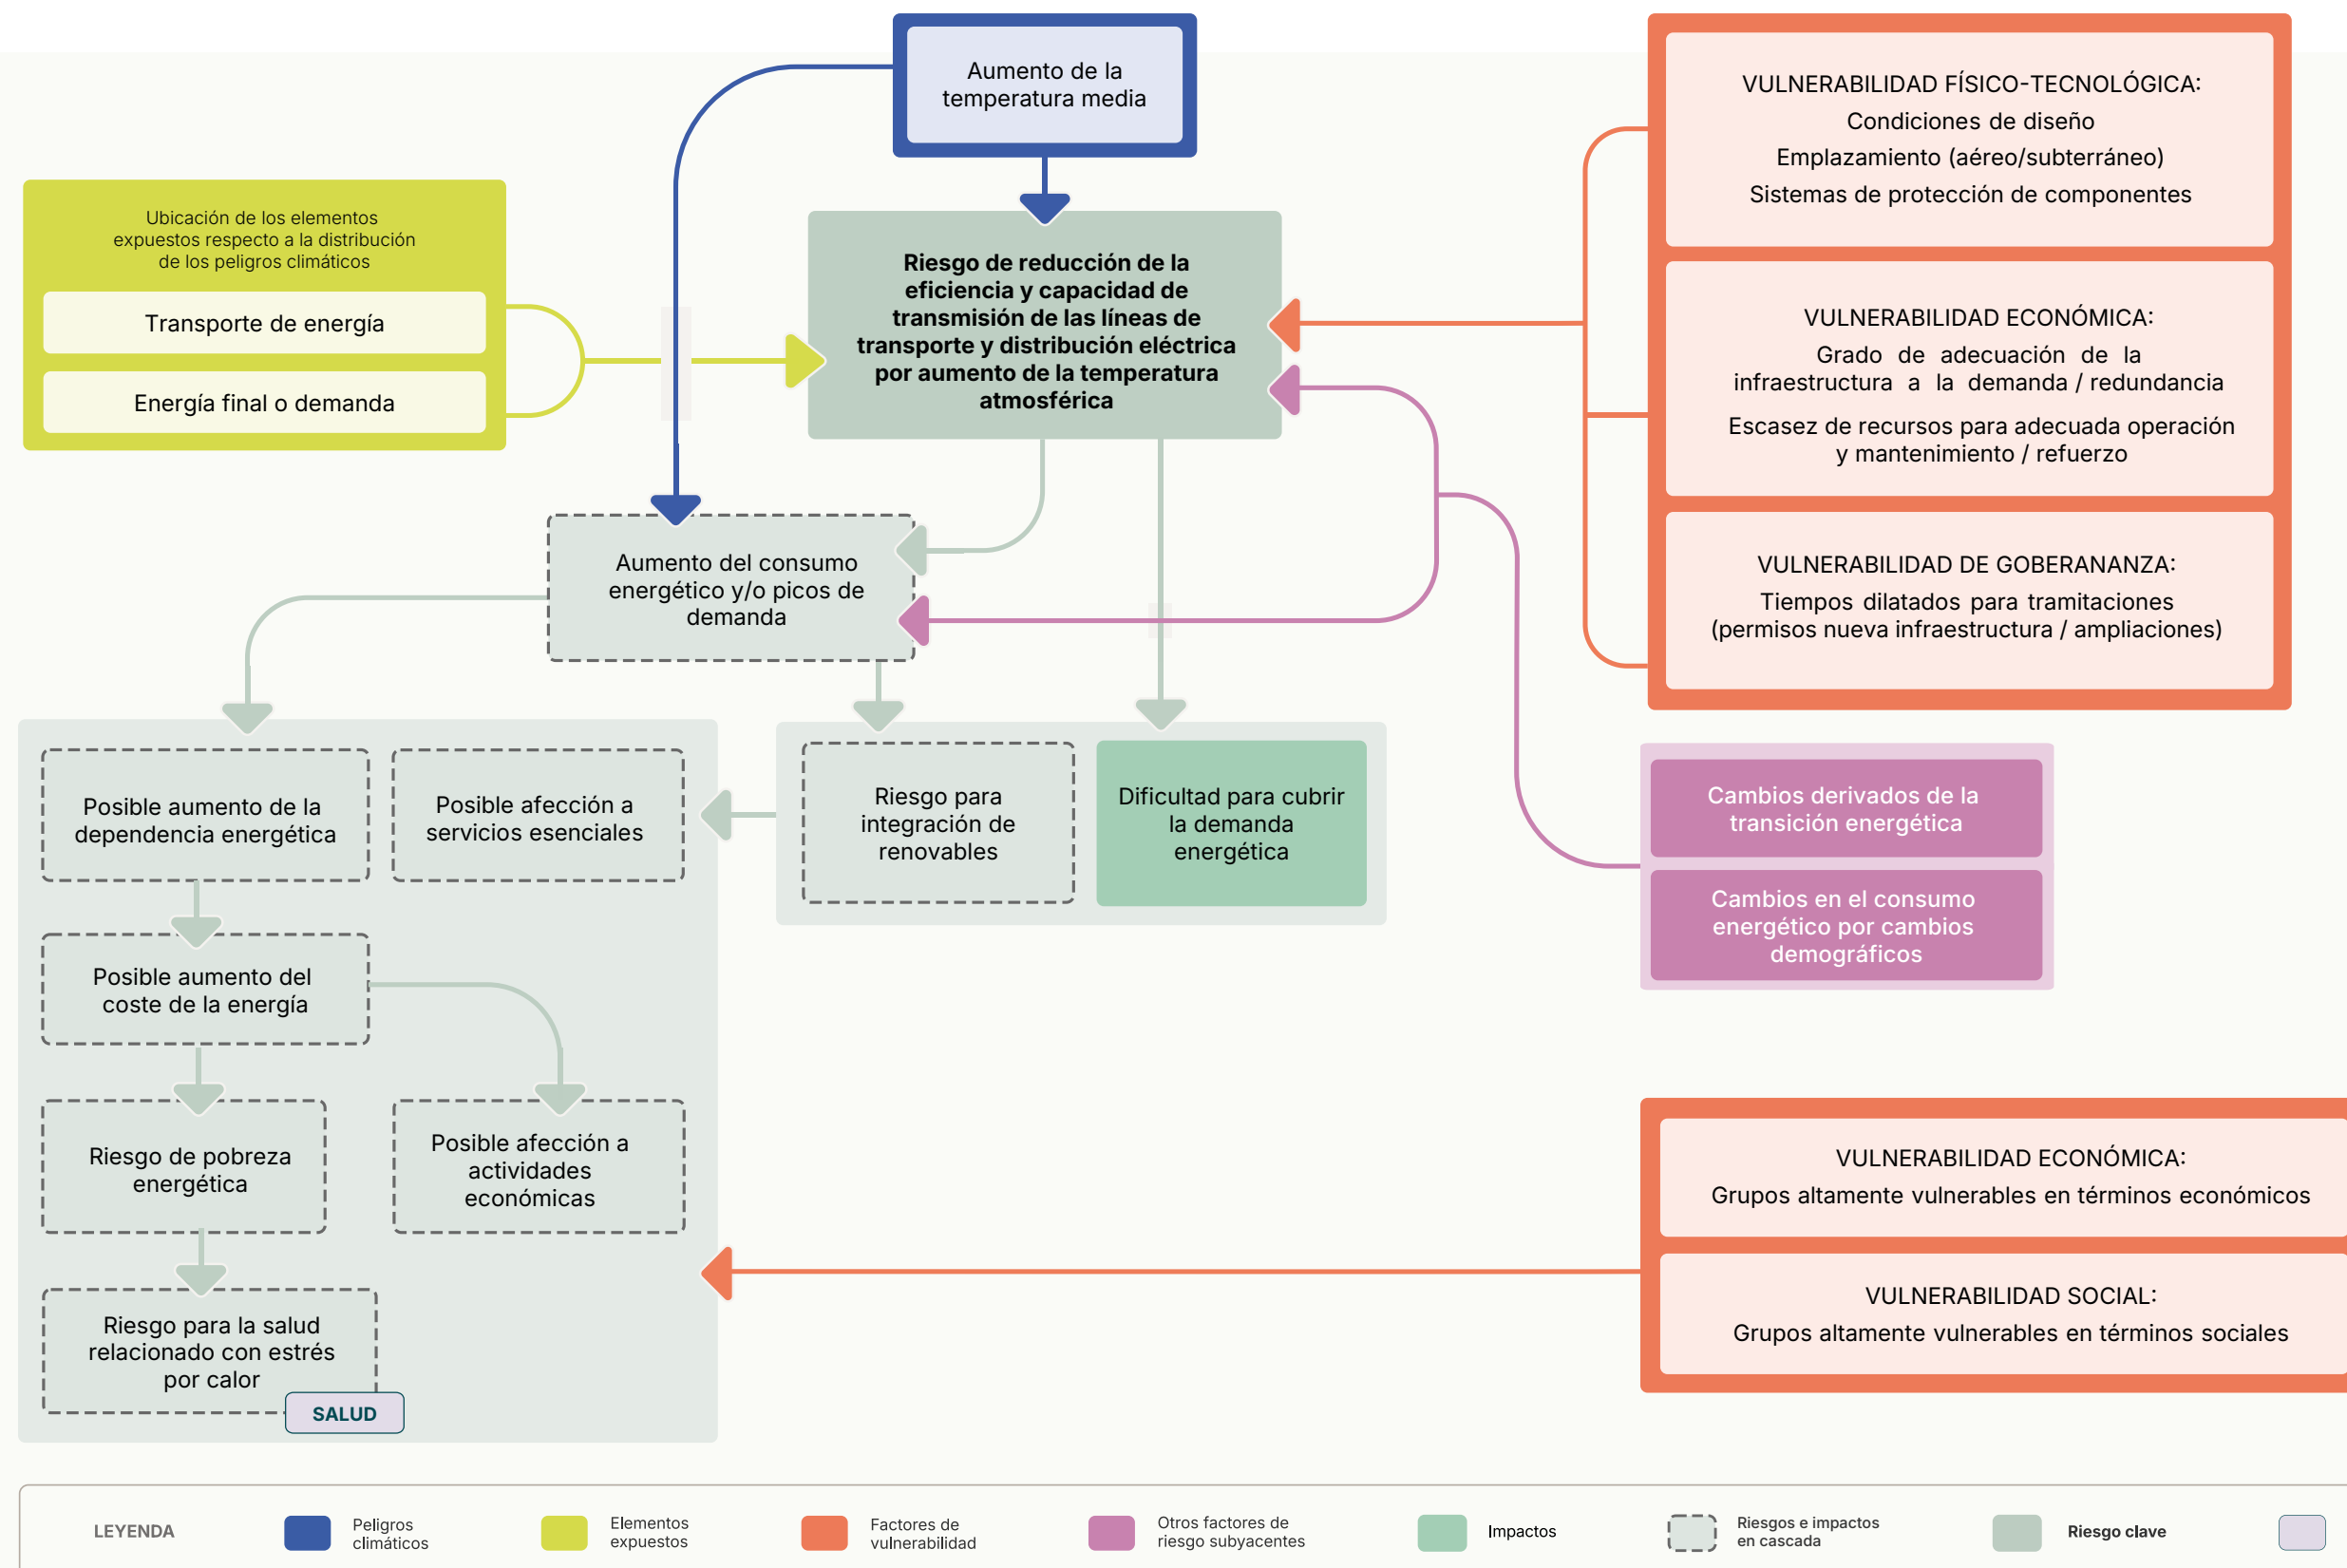 Aumento de la
temperatura media
VULNERABILIDAD FÍSICO-TECNOLÓGICA:
Condiciones de diseño
Emplazamiento (aéreo/subterráneo)
Sistemas de protección de componentes
Ubicación de los elementos
expuestos respecto a la distribución
de los peligros climáticos
Transporte de energía
Energía final o demanda
Riesgo de reducción de la
eficiencia y capacidad de
transmisión de las líneas de
transporte y distribución eléctrica
por aumento de la temperatura
atmosférica
VULNERABILIDAD ECONÓMICA:
Grado de adecuación de la
infraestructura a la demanda / redundancia
Escasez de recursos para adecuada operación
y mantenimiento / refuerzo
VULNERABILIDAD DE GOBERANANZA:
Tiempos dilatados para tramitaciones
(permisos nueva infraestructura / ampliaciones)
Aumento del consumo
energético y/o picos de
demanda
Posible aumento de la
dependencia energética
Posible afección a
servicios esenciales
Riesgo para
integración de
renovables
Dificultad para cubrir
la demanda
energética
Cambios derivados de la
transición energética
Cambios en el consumo
energético por cambios
demográficos
Posible aumento del
coste de la energía
Riesgo de pobreza
energética
Posible afección a
actividades
económicas
VULNERABILIDAD ECONÓMICA:
Grupos altamente vulnerables en términos económicos
VULNERABILIDAD SOCIAL:
Grupos altamente vulnerables en términos sociales
Riesgo para la salud
relacionado con estrés
por calor
SALUD
LEYENDA
Peligros
climáticos
Elementos
expuestos
Factores de
vulnerabilidad
Otros factores de
riesgo subyacentes
Impactos
Riesgos e impactos
en cascada
Riesgo clave